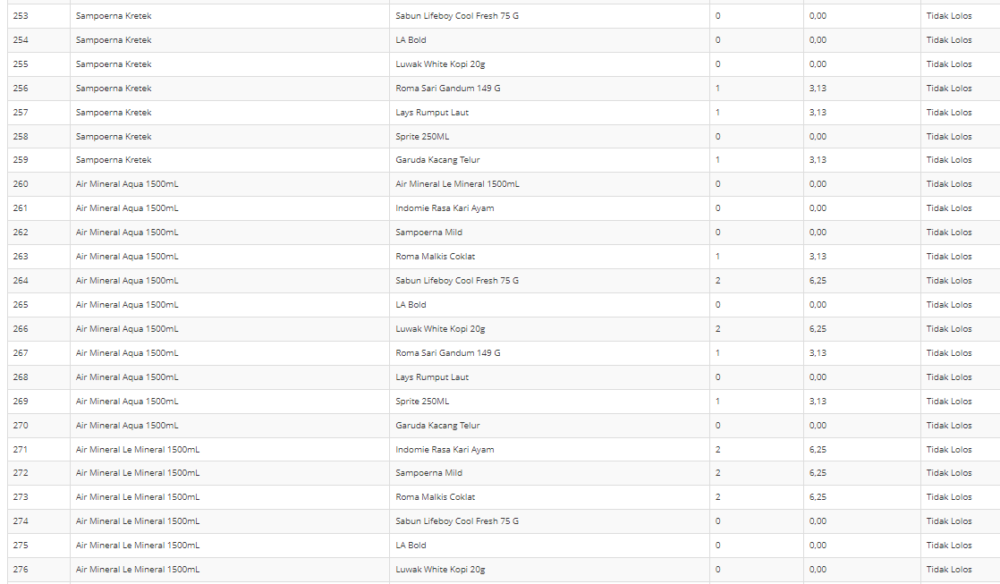 253 Sampoerna Kretek Sabun Lifeboy Cool Fresh 75 G 0 0,00 Tidak Lolos
254 Sampoerna Kretek LA Bold 0 0,00 Tidak Lolos
255 Sampoerna Kretek Luwak White Kopi 20g 0 0,00 Tidak Lolos
256 Sampoerna Kretek Roma Sari Gandum 149 G 1 3,13 Tidak Lolos
257 Sampoerna Kretek Lays Rumput Laut 1 3,13 Tidak Lolos
258 Sampoerna Kretek Sprite 250ML 0 0,00 Tidak Lolos
259 Sampoerna Kretek Garuda Kacang Telur 1 3,13 Tidak Lolos
260 Air Mineral Aqua 1500mL Air Mineral Le Mineral 1500mL 0 0,00 Tidak Lolos
261 Air Mineral Aqua 1500mL Indomie Rasa Kari Ayam 0 0,00 Tidak Lolos
262 Air Mineral Aqua 1500mL Sampoerna Mild 0 0,00 Tidak Lolos
263 Air Mineral Aqua 1500mL Roma Malkis Coklat 1 3,13 Tidak Lolos
264 Air Mineral Aqua 1500mL Sabun Lifeboy Cool Fresh 75 G 2 6,25 Tidak Lolos
265 Air Mineral Aqua 1500mL LA Bold 0 0,00 Tidak Lolos
266 Air Mineral Aqua 1500mL Luwak White Kopi 20g 2 6,25 Tidak Lolos
267 Air Mineral Aqua 1500mL Roma Sari Gandum 149 G 1 3,13 Tidak Lolos
268 Air Mineral Aqua 1500mL Lays Rumput Laut 0 0,00 Tidak Lolos
269 Air Mineral Aqua 1500mL Sprite 250ML 1 3,13 Tidak Lolos
270 Air Mineral Aqua 1500mL Garuda Kacang Telur 0 0,00 Tidak Lolos
271 Air Mineral Le Mineral 1500mL Indomie Rasa Kari Ayam 2 6,25 Tidak Lolos
272 Air Mineral Le Mineral 1500mL Sampoerna Mild 2 6,25 Tidak Lolos
273 Air Mineral Le Mineral 1500mL Roma Malkis Coklat 2 6,25 Tidak Lolos
274 Air Mineral Le Mineral 1500mL Sabun Lifeboy Cool Fresh 75 G 0 0,00 Tidak Lolos
275 Air Mineral Le Mineral 1500mL LA Bold 0 0,00 Tidak Lolos
276 Air Mineral Le Mineral 1500mL Luwak White Kopi 20g 0 0,00 Tidak Lolos